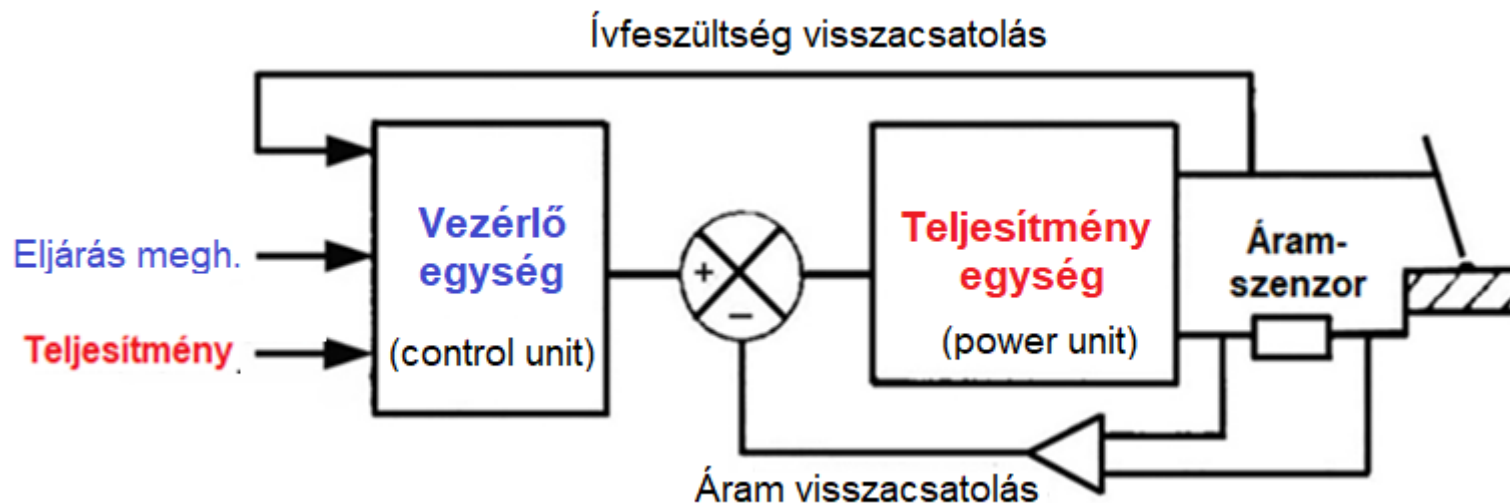 Ívfeszültség visszacsatolás
Eljárás megh.
Teljesítmény
Vezérlő
egység
(control unit)
+
−
Teljesítmény
egység
(power unit)
Áram-
szenzor
Áram visszacsatolás